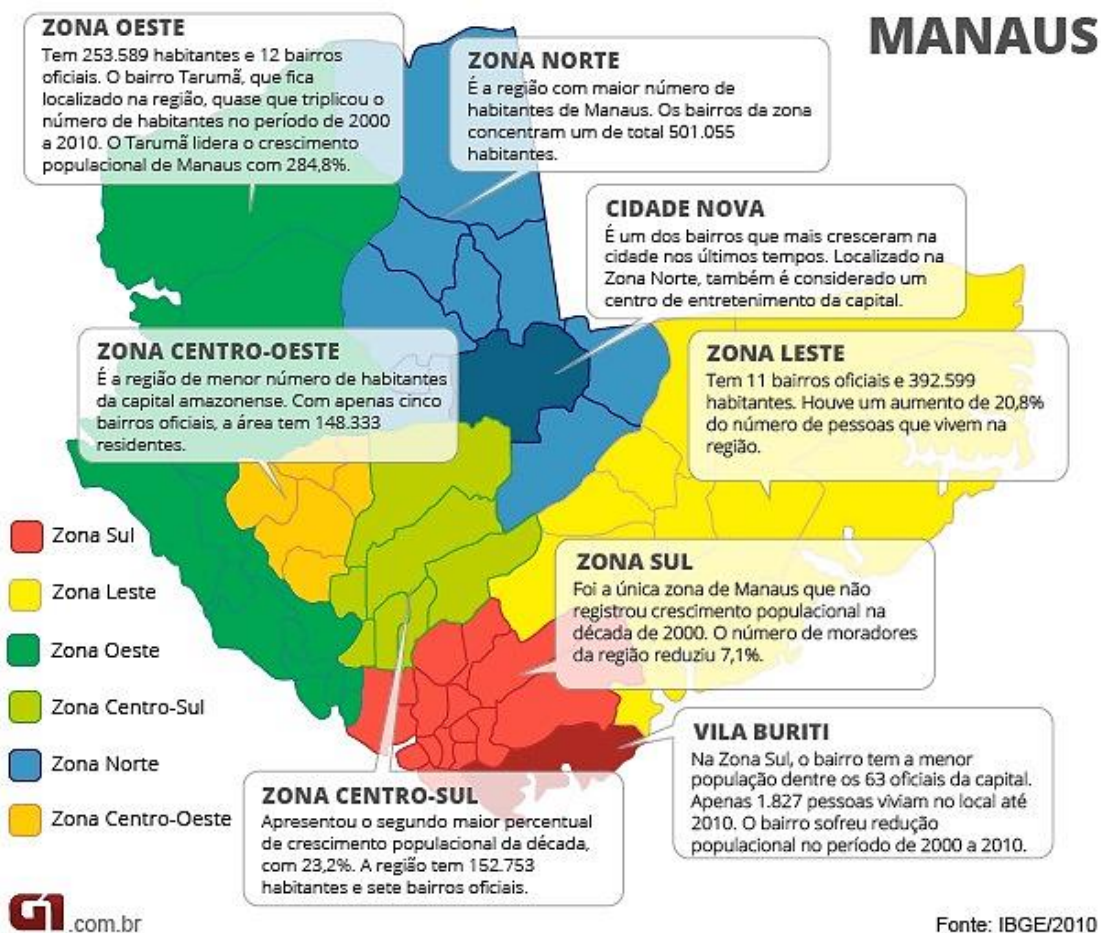 MANAUS
ZONA OESTE
Tem 253.589 habitantes e 12 bairros
oficiais. O bairro Tarumã, que fica
localizado na região, quase que triplicou o
número de habitantes no período de 2000
a 2010. O Tarumã lidera o crescimento
populacional de Manaus com 284,8%.
ZONA NORTE
É a região com maior número de
habitantes de Manaus. Os bairros da zona
concentram um de total 501.055
habitantes.
CIDADE NOVA
É um dos bairros que mais cresceram na
cidade nos últimos tempos. Localizado na
Zona Norte, também é considerado um
centro de entretenimento da capital.
ZONA CENTRO-OESTE
É a região de menor número de habitantes
da capital amazonense. Com apenas cinco
bairros oficiais, a área tem 148.333
residentes.
ZONA LESTE
Tem 11 bairros oficiais e 392.599
habitantes. Houve um aumento de 20,8%
do número de pessoas que vivem na
região.
Zona Sul
Zona Leste
Zona Oeste
Zona Centro-Sul
Zona Norte
Zona Centro-Oeste
ZONA SUL
Foi a única zona de Manaus que não
registrou crescimento populacional na
década de 2000. O número de moradores
da região reduziu 7,1%.
VILA BURITI
Na Zona Sul, o bairro tem a menor
população dentre os 63 oficiais da capital.
Apenas 1.827 pessoas viviam no local até
2010. O bairro sofreu redução
populacional no período de 2000 a 2010.
ZONA CENTRO-SUL
Apresentou o segundo maior percentual
de crescimento populacional da década,
com 23,2%. A região tem 152.753
habitantes e sete bairros oficiais.
G1.com.br
Fonte: IBGE/2010